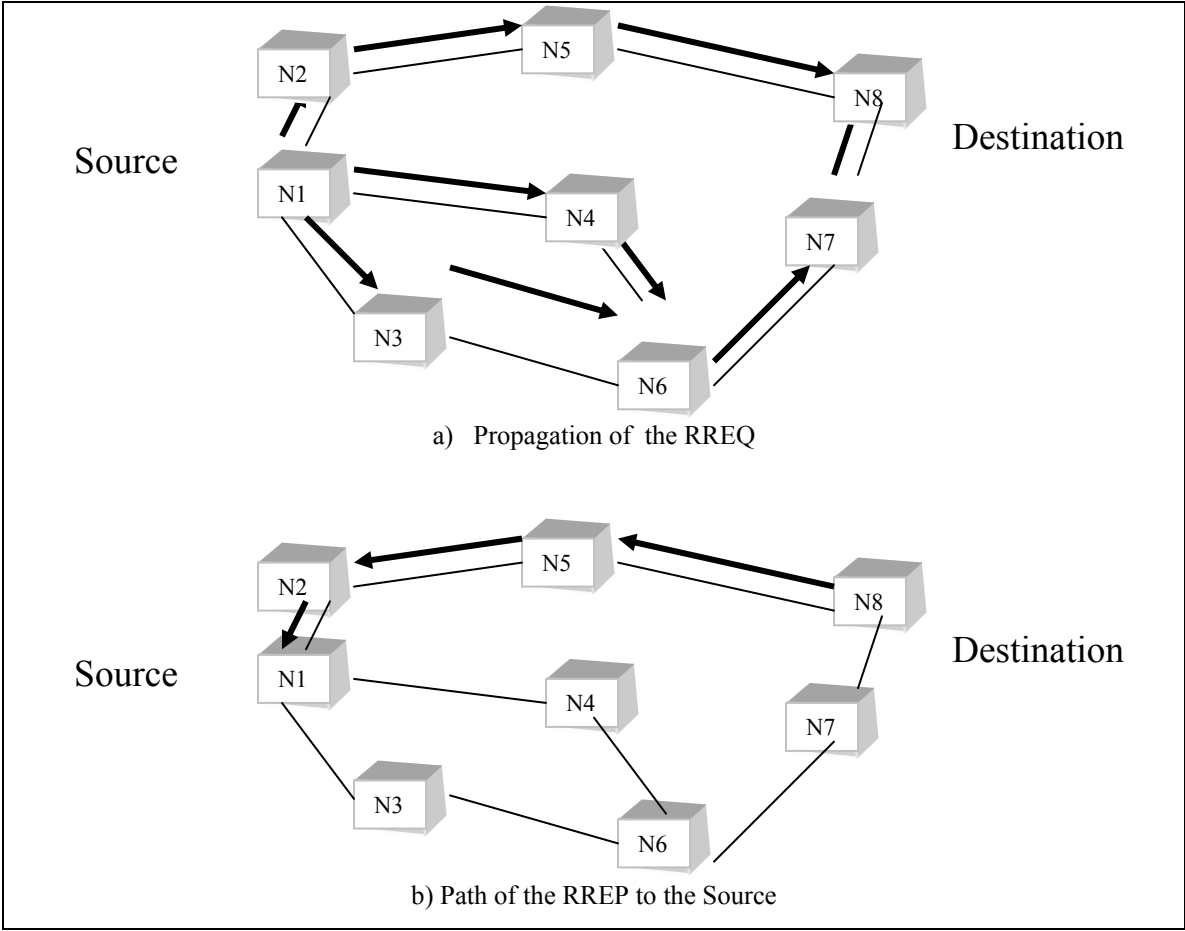 N5
N2
N8
Destination
Source
N1
N4
N7
N3
N6
a) Propagation of the RREQ
N5
N2
N8
Destination
Source
N1
N4
N7
N3
N6
b) Path of the RREP to the Source